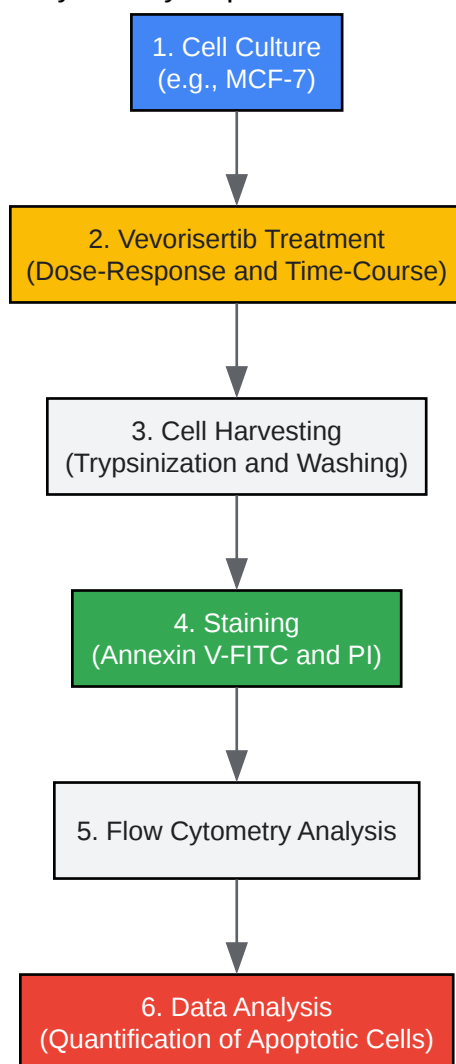 1. Cell Culture
(e.g., MCF-7)
2. Vevorisertib Treatment
(Dose-Response and Time-Course)
3. Cell Harvesting
(Trypsinization and Washing)
4. Staining
(Annexin V-FITC and PI)
5. Flow Cytometry Analysis
6. Data Analysis
(Quantification of Apoptotic Cells)